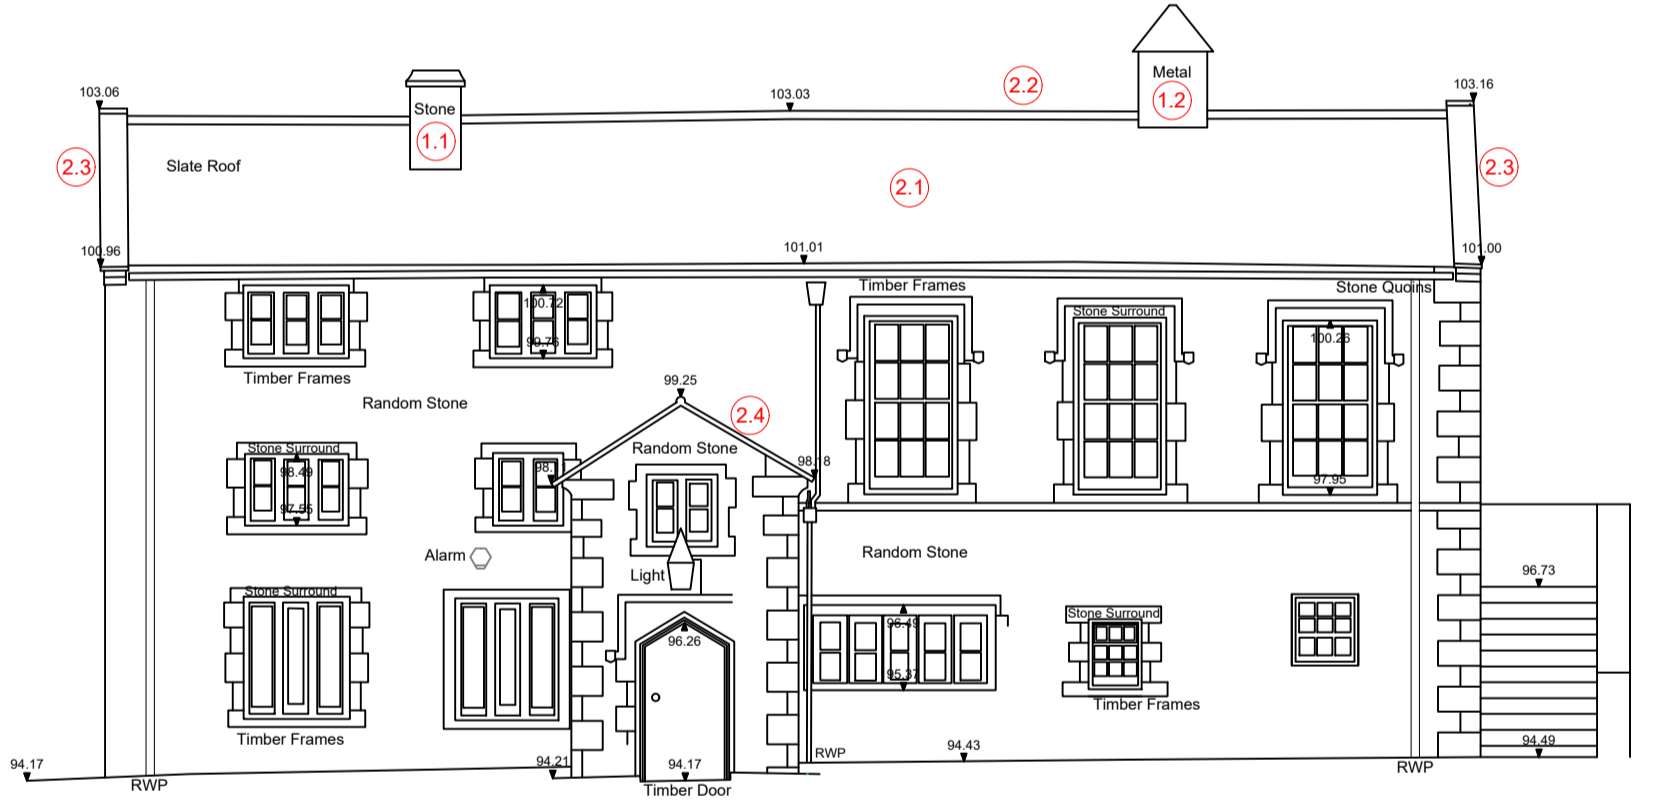 Metal
1.2
103.06
103.03
2.2
103.16
Stone
1.1
2.3
Slate Roof
2.1
2.3
100.96
101.01
101.00
Timber Frames
Stone Quoins
100.72
99.76
Stone Surround
100.26
Timber Frames
99.25
Random Stone
2.4
Stone Surround
Random Stone
98.49
98.18
97.95
97.55
Alarm
Random Stone
Light
96.73
Stone Surround
96.49
Stone Surround
96.26
95.37
Timber Frames
Timber Frames
94.17
94.21
94.17
RWP
94.43
94.49
RWP
RWP
Timber Door